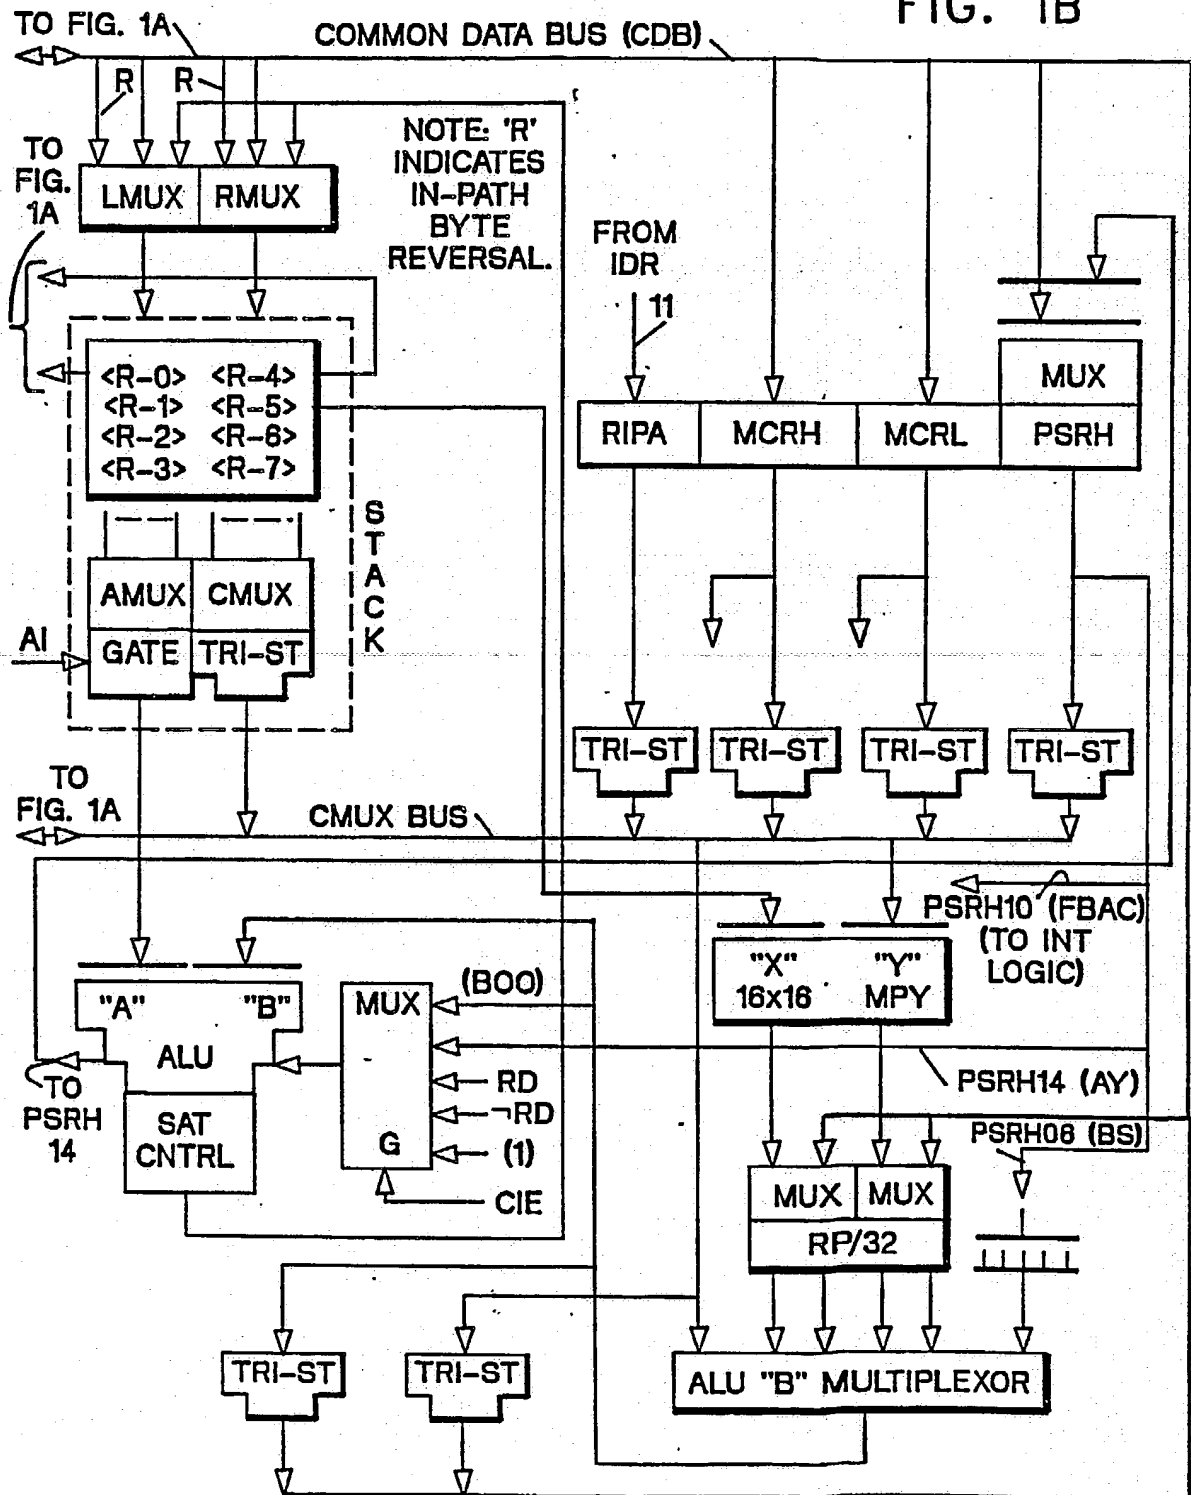 FIG. 1B
TO FIG. 1A
COMMON DATA BUS (CDB)
R
R
NOTE: 'R'
INDICATES
IN-PATH
BYTE
REVERSAL.
TO
FIG.
1A
LMUX
RMUX
FROM
IDR
11
<R-0> <R-4>
<R-1> <R-5>
<R-2> <R-6>
<R-3> <R-7>
MUX
RIPA
MCRH
MCRL
PSRH
STACK
AMUX
CMUX
AI
GATE
TRI-ST
TRI-ST
TRI-ST
TRI-ST
TRI-ST
TO
FIG. 1A
CMUX BUS
PSRH10 (FBAC)
(TO INT
LOGIC)
"X"
16x16
"Y"
MPY
"A"
"B"
ALU
MUX
(B00)
RD
¬RD
G
(1)
CIE
TO
PSRH
14
SAT
CNTRL
PSRH14 (AY)
PSRH08 (BS)
MUX
MUX
RP/32
TRI-ST
TRI-ST
ALU "B" MULTIPLEXOR